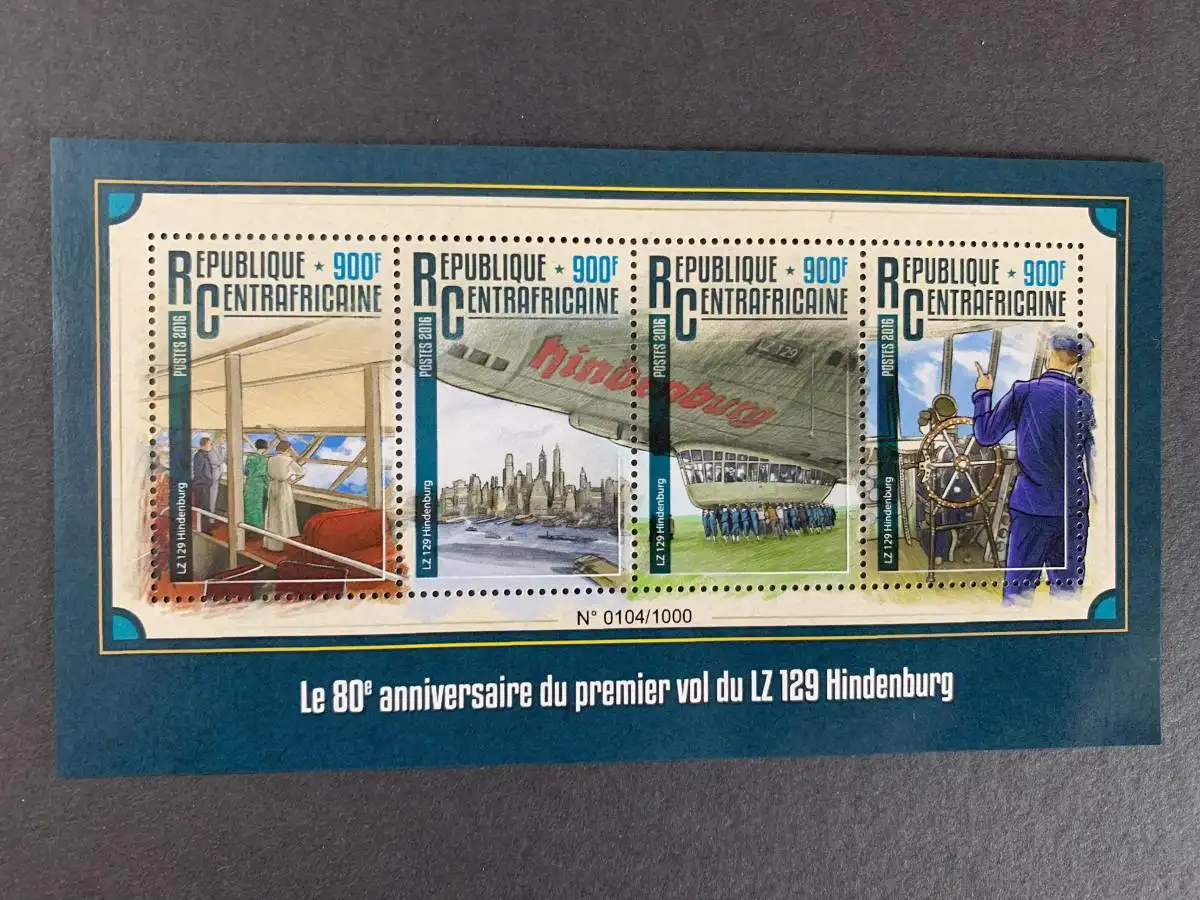 REPUBLIQUE ★ 900F
CENTRAFRICAINE
POSTES 2016
LZ 129 Hindenburg
REPUBLIQUE ★ 900F
CENTRAFRICAINE
POSTES 2016
LZ 129 Hindenburg
REPUBLIQUE ★ 900F
CENTRAFRICAINE
POSTES 2016
LZ 129 Hindenburg
REPUBLIQUE ★ 900F
CENTRAFRICAINE
POSTES 2016
LZ 129 Hindenburg
LZ 129
hindenburg
N° 0104/1000
Le 80e anniversaire du premier vol du LZ 129 Hindenburg